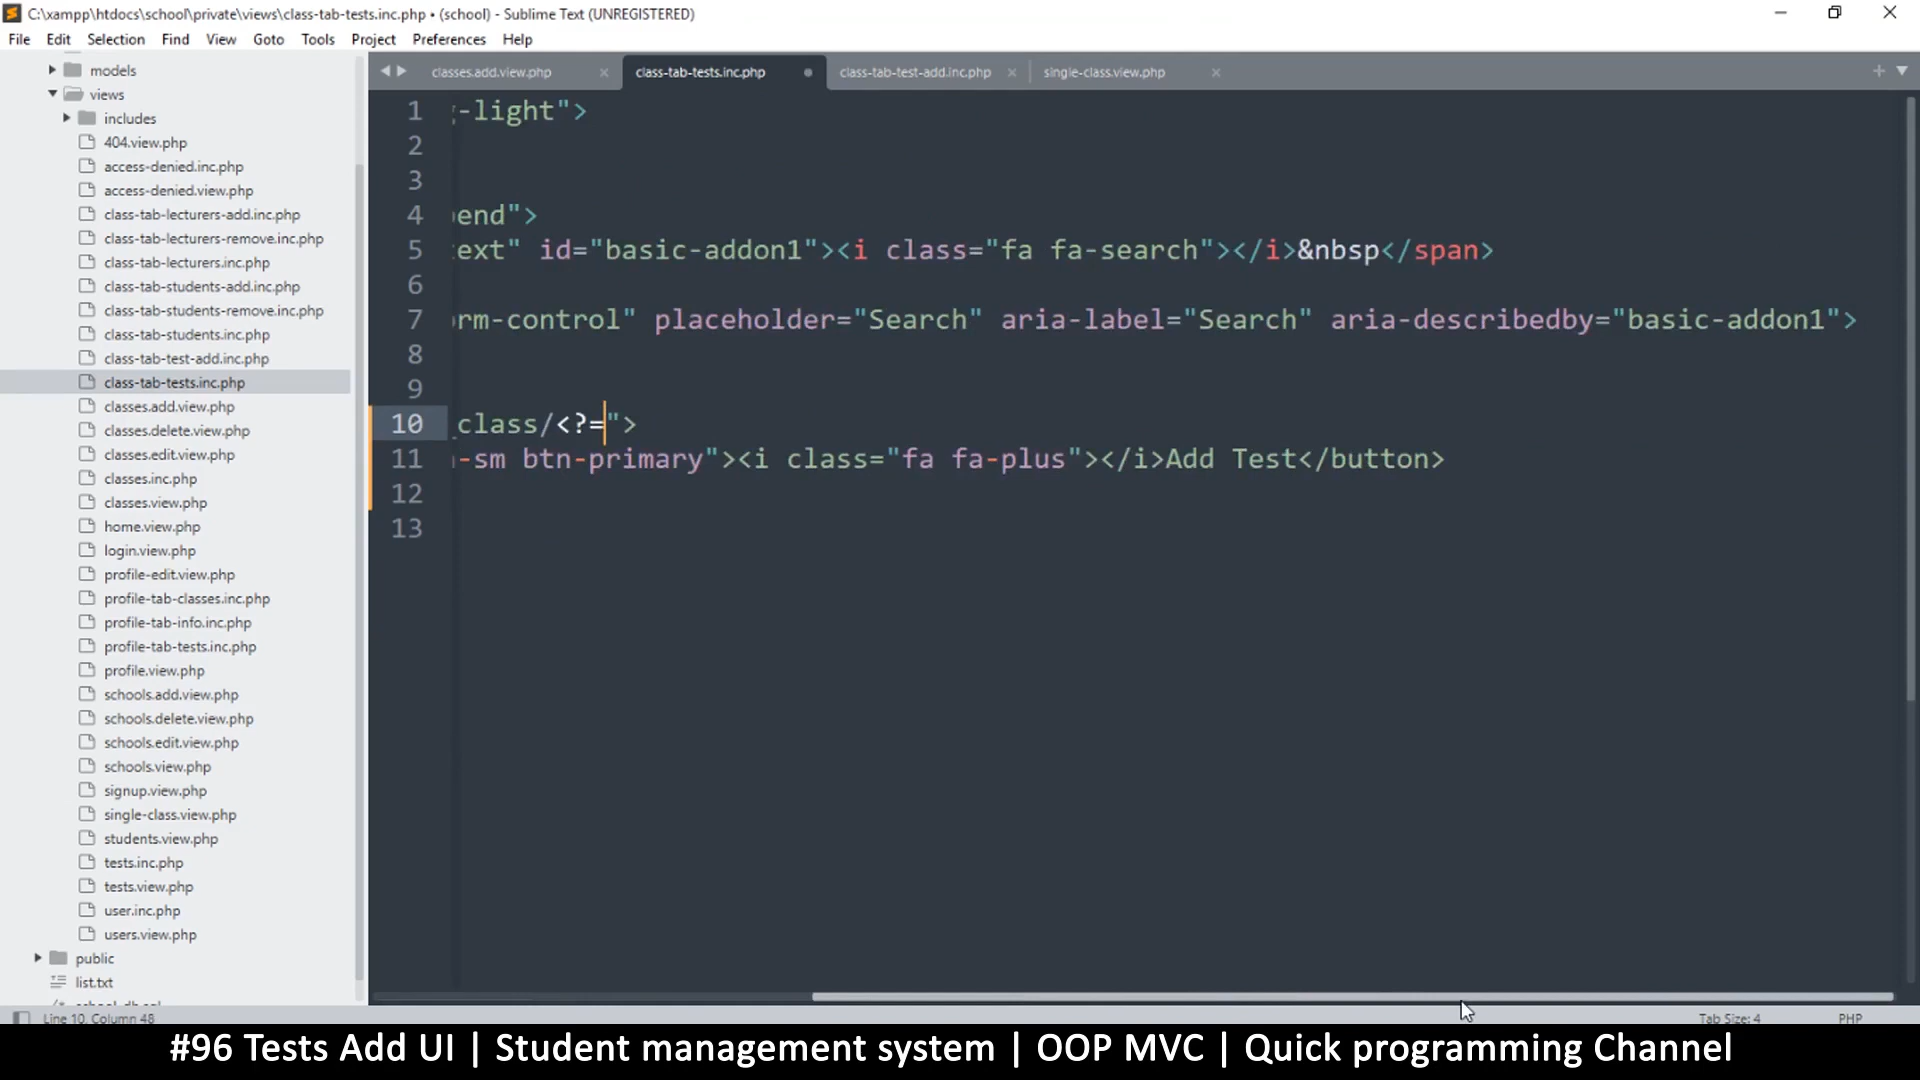 C:\xampp\htdocs\school\private\views\class-tab-tests.inc.php • (school) - Sublime Text (UNREGISTERED)
File Edit Selection Find View Goto Tools Project Preferences Help
models
views
includes
404.view.php
access-denied.inc.php
access-denied.view.php
class-tab-lecturers-add.inc.php
class-tab-lecturers-remove.inc.php
class-tab-lecturers.inc.php
class-tab-students-add.inc.php
class-tab-students-remove.inc.php
class-tab-students.inc.php
class-tab-test-add.inc.php
class-tab-tests.inc.php
classes.add.view.php
classes.delete.view.php
classes.edit.view.php
classes.inc.php
classes.view.php
home.view.php
login.view.php
profile-edit.view.php
profile-tab-classes.inc.php
profile-tab-info.inc.php
profile-tab-tests.inc.php
profile.view.php
schools.add.view.php
schools.delete.view.php
schools.edit.view.php
schools.view.php
signup.view.php
single-class.view.php
students.view.php
tests.inc.php
tests.view.php
user.inc.php
users.view.php
public
list.txt
classes.add.view.php class-tab-tests.inc.php class-tab-test-add.inc.php single-class.view.php
1 -light">
2
3
4 end">
5 text" id="basic-addon1"><i class="fa fa-search"></i>&nbsp</span>
6
7 rm-control" placeholder="Search" aria-label="Search" aria-describedby="basic-addon1">
8
9
10 _class/<?=">
11 -sm btn-primary"><i class="fa fa-plus"></i>Add Test</button>
12
13
Line 10, Column 48 Tab Size: 4 PHP
#96 Tests Add UI | Student management system | OOP MVC | Quick programming Channel